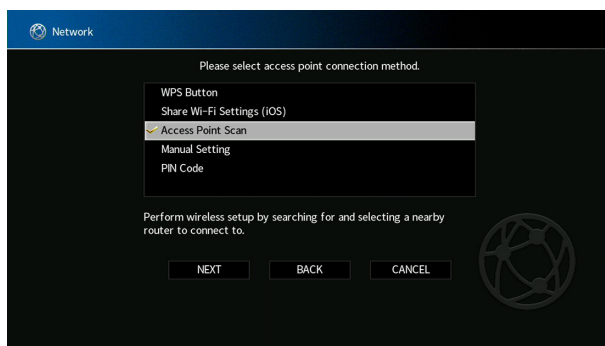 Network
Please select access point connection method.
WPS Button
Share Wi-Fi Settings (iOS)
Access Point Scan
Manual Setting
PIN Code
Perform wireless setup by searching for and selecting a nearby
router to connect to.
NEXT BACK CANCEL